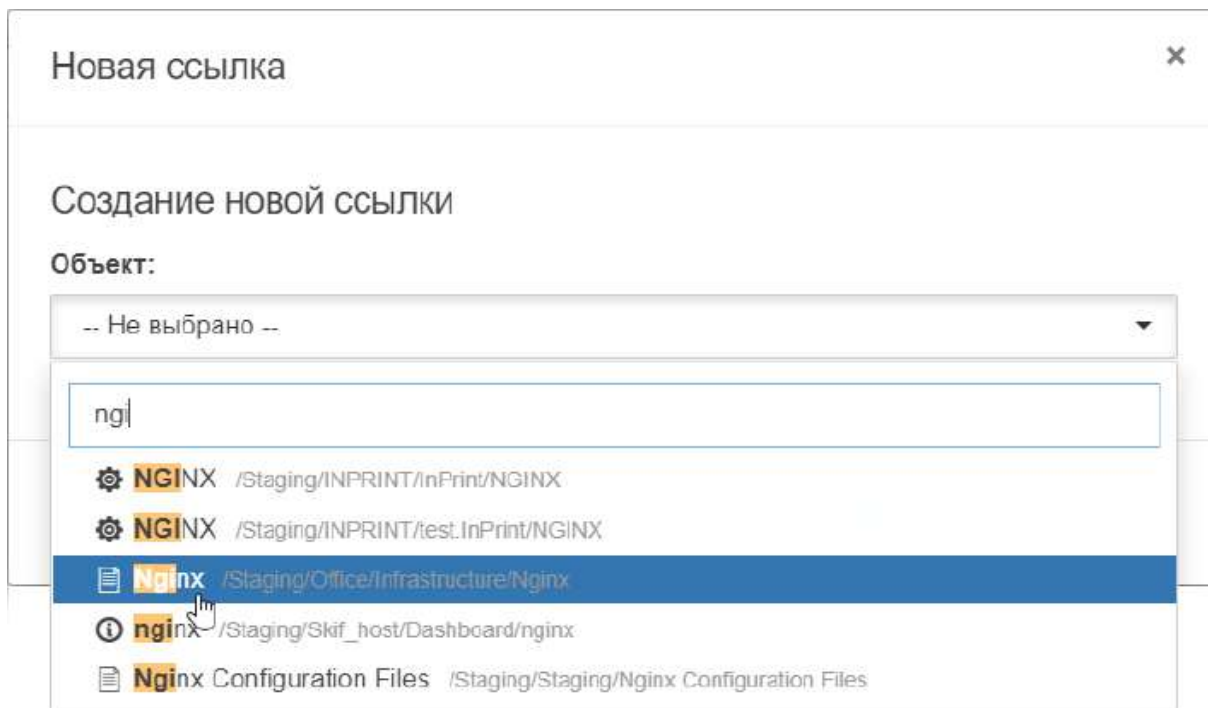 Новая ссылка
Создание новой ссылки
Объект:
-- Не выбрано --
ngi
NGINX /Staging/INPRINT/InPrint/NGINX
NGINX /Staging/INPRINT/test.InPrint/NGINX
Nginx /Staging/Office/Infrastructure/Nginx
nginx /Staging/Skif_host/Dashboard/nginx
Nginx Configuration Files /Staging/Staging/Nginx Configuration Files